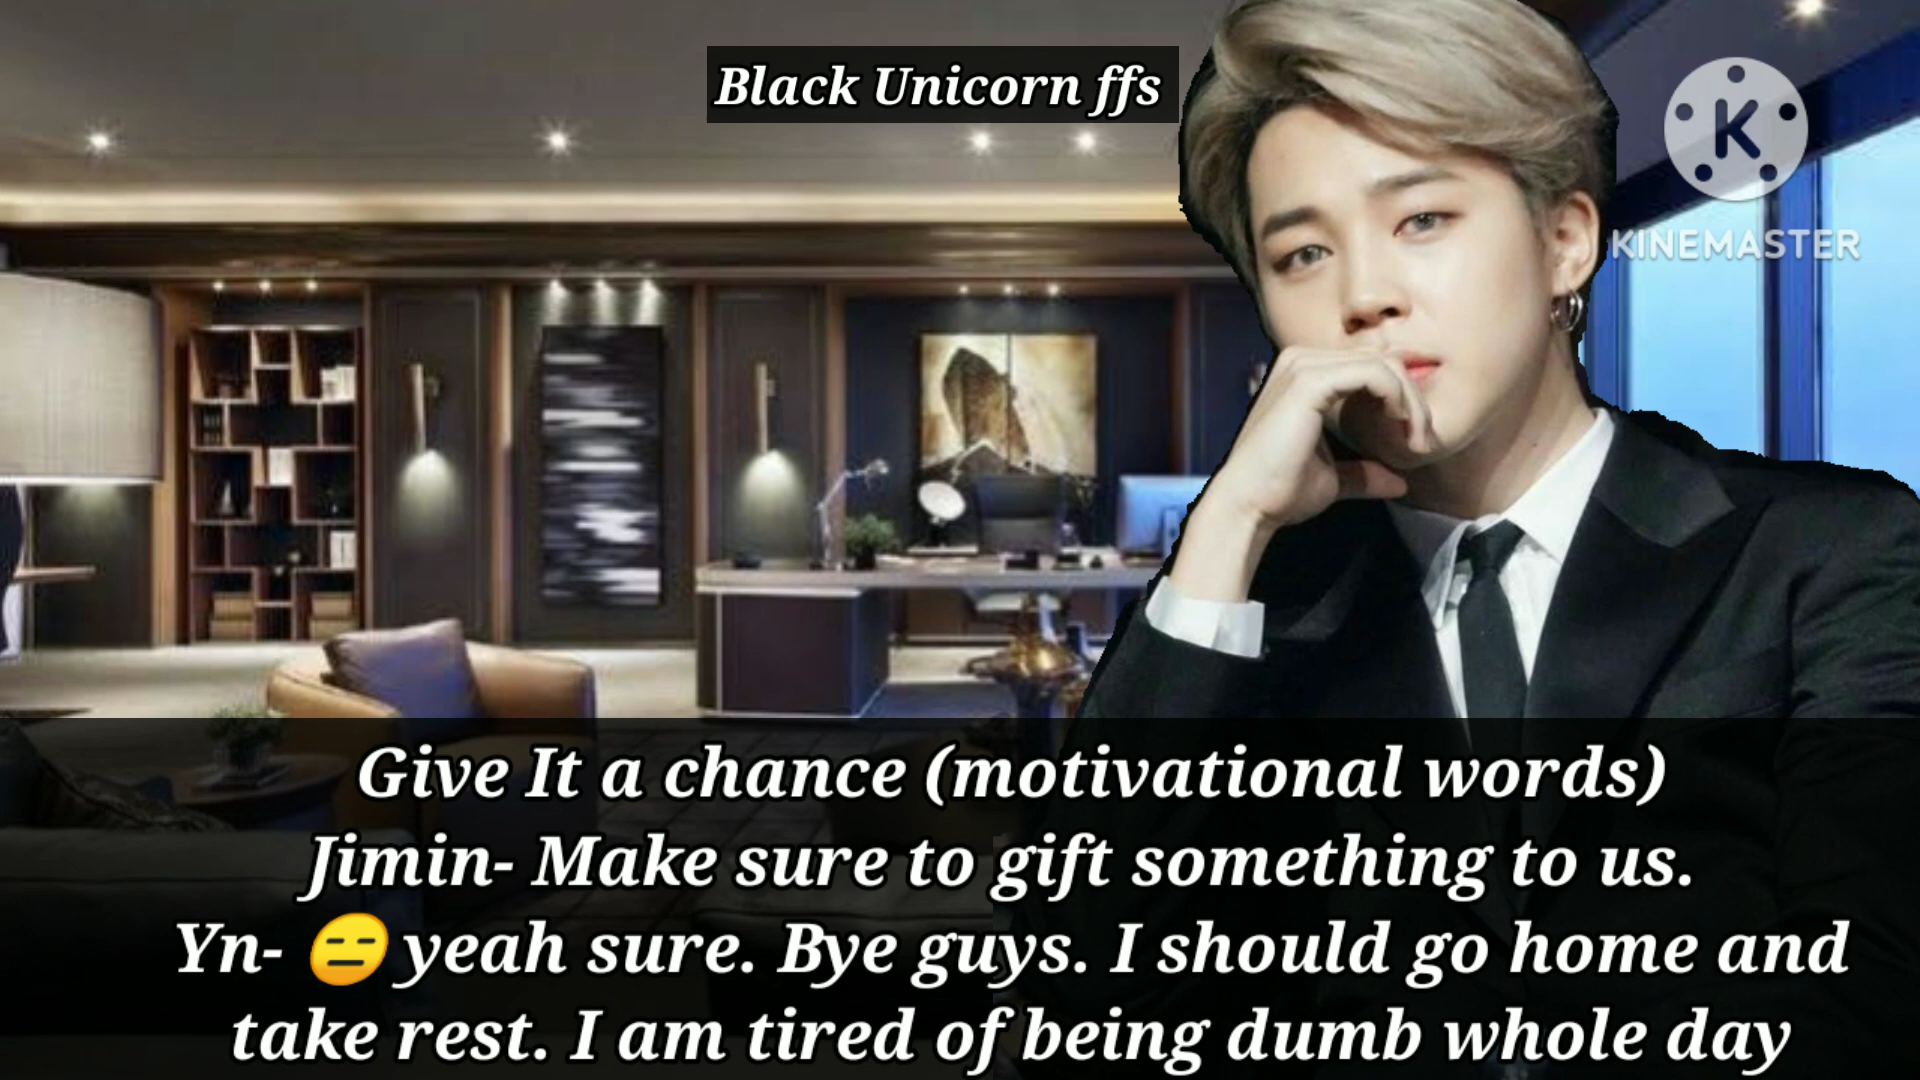 Black Unicorn ffs
K
KINEMASTER
Give It a chance (motivational words)
Jimin- Make sure to gift something to us.
Yn- 😑 yeah sure. Bye guys. I should go home and
take rest. I am tired of being dumb whole day